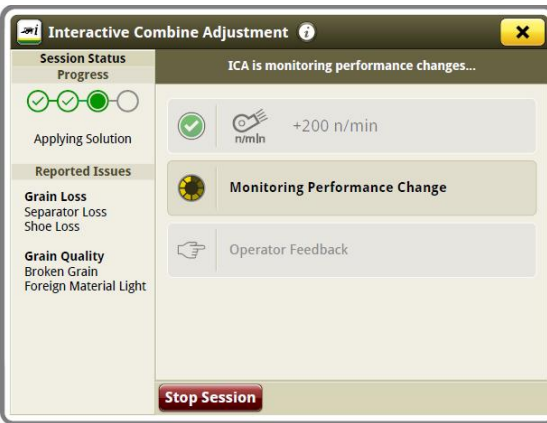 Interactive Combine Adjustment i
Session Status
Progress
Applying Solution
Reported Issues
Grain Loss
Separator Loss
Shoe Loss
Grain Quality
Broken Grain
Foreign Material Light
ICA is monitoring performance changes...
n/min
+200 n/min
Monitoring Performance Change
Operator Feedback
Stop Session